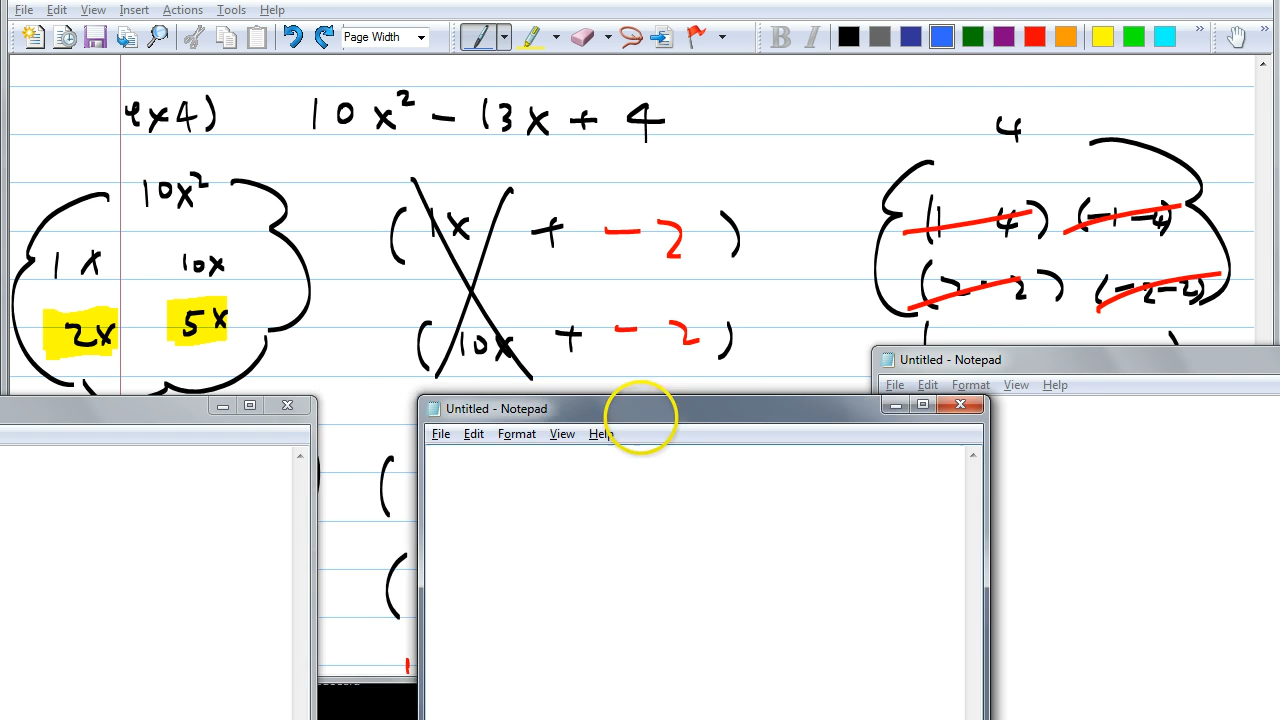 File Edit View Insert Actions Tools Help
Page Width
B I
ex4) 10x² - 13x + 4
4
10x²
1x 10x
2x 5x
( 1x + - 2 )
( 10x + - 2 )
(1 4) (-1 -4)
(2 2) (-2 -2)
Untitled - Notepad
File Edit Format View Help
Untitled - Notepad
File Edit Format View Help
(
(